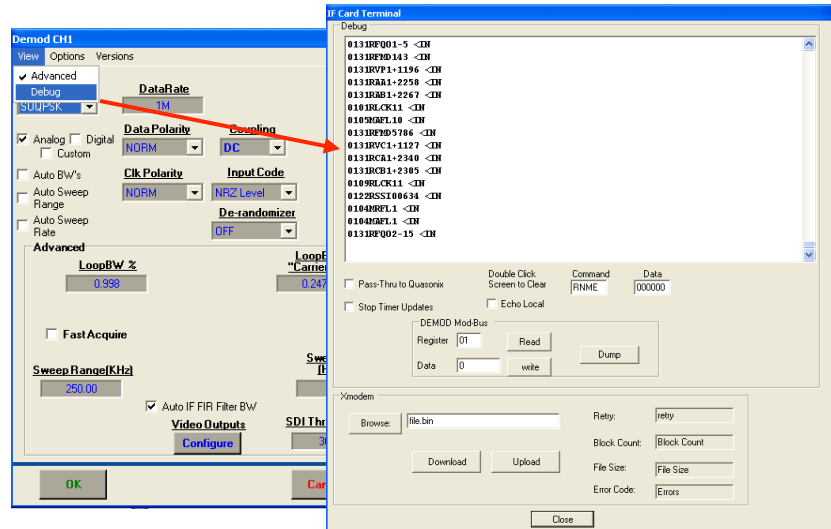 Demod CH1
View Options Versions
Advanced
Debug
SOQPSK
DataRate
1M
Analog Digital
Custom
Data Polarity
NORM
Coupling
DC
Auto BW's
Auto Sweep
Range
Auto Sweep
Rate
Clk Polarity
NORM
Input Code
NRZ Level
De-randomizer
OFF
Advanced
LoopBW %
0.998
"Carrie
0.247
Fast Acquire
Sweep Range(KHz)
250.00
Auto IF FIR Filter BW
Video Outputs
Configure
SDI Thr
OK
Car
IF Card Terminal
Debug
0131RFQ01-5 <IN
0131RFMD143 <IN
0131RVP1+1196 <IN
0131RAA1+2258 <IN
0131RAB1+2267 <IN
0101RLCK11 <IN
0105MAFL10 <IN
0131RFMD5786 <IN
0131RVC1+1127 <IN
0131RCA1+2340 <IN
0131RCB1+2305 <IN
0109RLCK11 <IN
0122RSSI00634 <IN
0104MRFL1 <IN
0104MAFL1 <IN
0131RFQ02-15 <IN
Pass-Thru to Quasonix
Double Click
Screen to Clear
Command
RNME
Data
000000
Stop Timer Updates
Echo Local
DEMOD Mod-Bus
Register 01 Read
Data 0 write
Dump
Xmodem
Browse: file.bin
Download Upload
Retry: retry
Block Count: Block Count
File Size: File Size
Error Code: Errors
Close